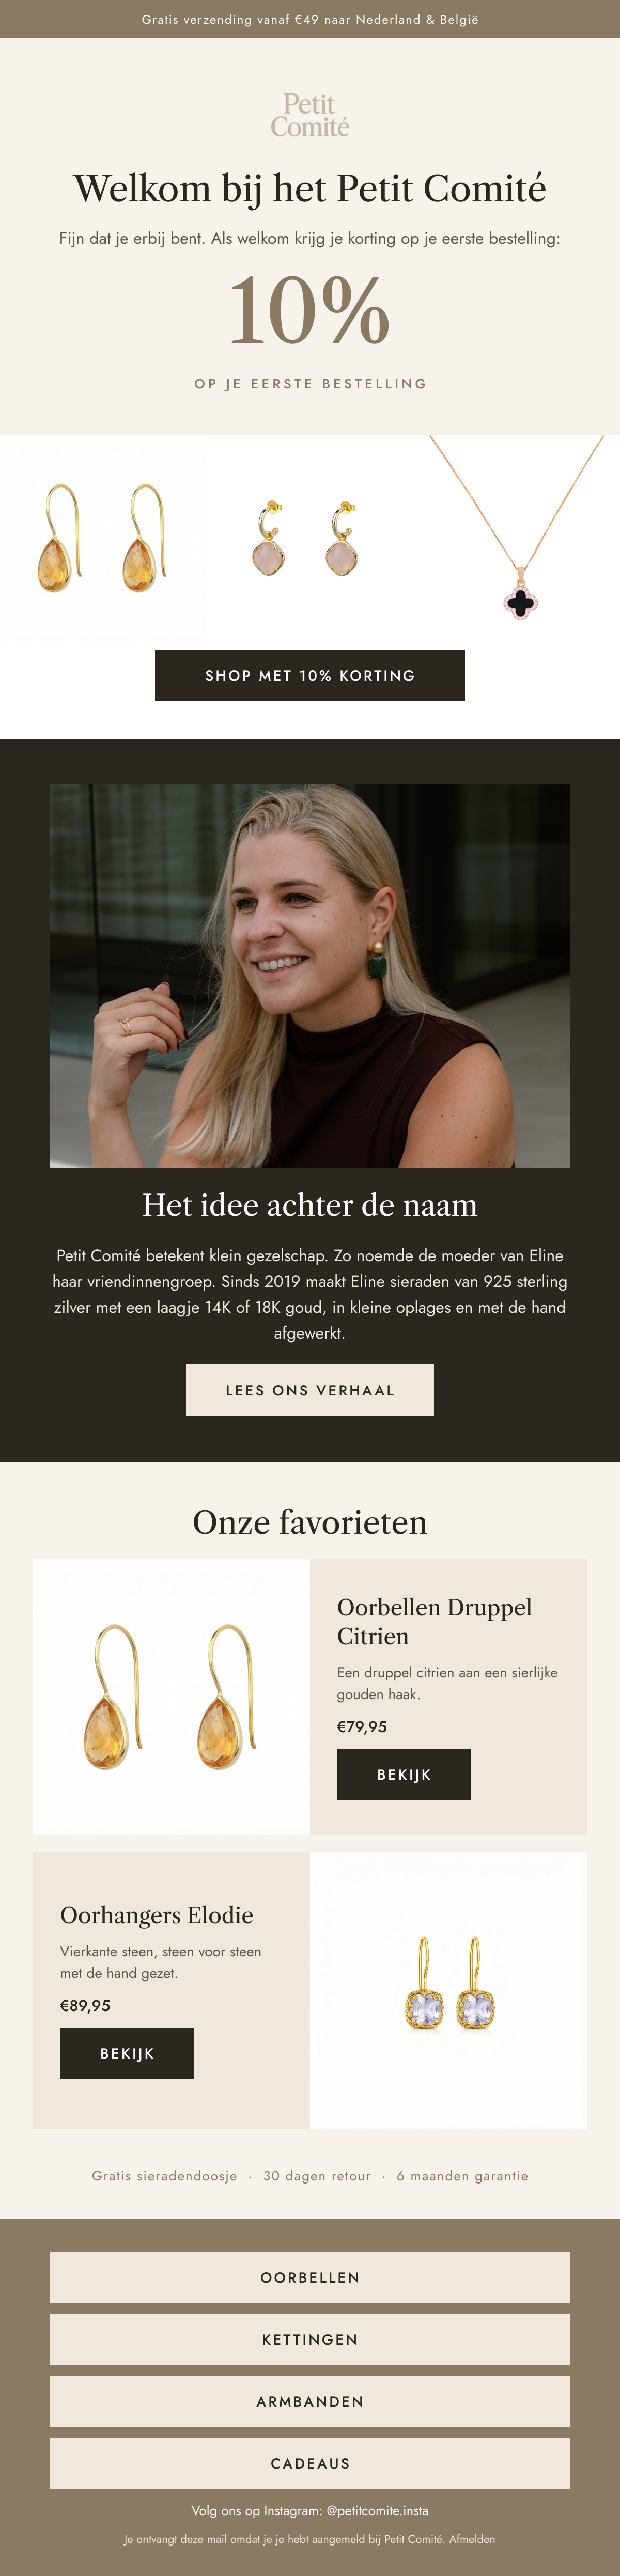 Gratis verzending vanaf €49 naar Nederland & België
Petit
Comité
Welkom bij het Petit Comité
Fijn dat je erbij bent. Als welkom krijg je korting op je eerste bestelling:
10%
OP JE EERSTE BESTELLING
SHOP MET 10% KORTING
Het idee achter de naam
Petit Comité betekent klein gezelschap. Zo noemde de moeder van Eline
haar vriendinnengroep. Sinds 2019 maakt Eline sieraden van 925 sterling
zilver met een laagje 14K of 18K goud, in kleine oplages en met de hand
afgewerkt.
LEES ONS VERHAAL
Onze favorieten
Oorbellen Druppel
Citrien
Een druppel citrien aan een sierlijke
gouden haak.
€79,95
BEKIJK
Oorhangers Elodie
Vierkante steen, steen voor steen
met de hand gezet.
€89,95
BEKIJK
Gratis sieradendoosje · 30 dagen retour · 6 maanden garantie
OORBELLEN
KETTINGEN
ARMBANDEN
CADEAUS
Volg ons op Instagram: @petitcomite.insta
Je ontvangt deze mail omdat je je hebt aangemeld bij Petit Comité. Afmelden